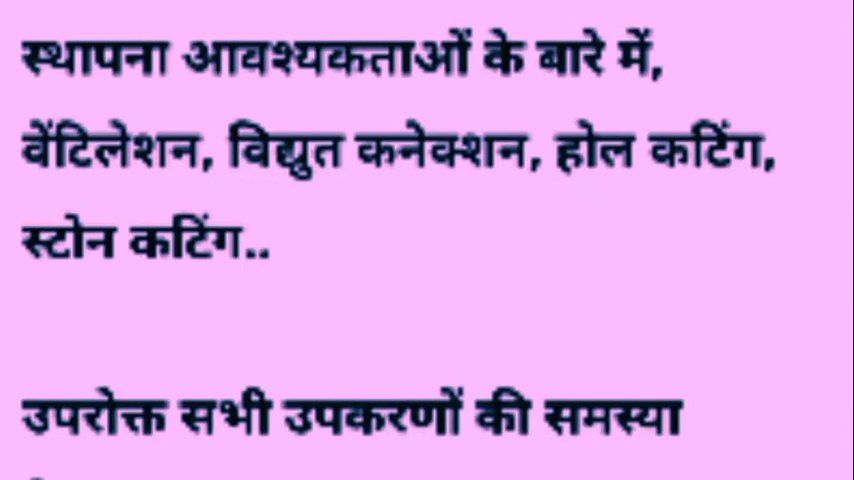 स्थापना आवश्यकताओं के बारे में,
वेंटिलेशन, विद्युत कनेक्शन, होल कटिंग,
स्टोन कटिंग..
उपरोक्त सभी उपकरणों की समस्या